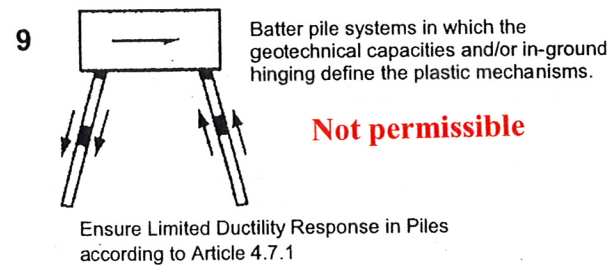 9
Batter pile systems in which the
geotechnical capacities and/or in-ground
hinging define the plastic mechanisms.
Not permissible
Ensure Limited Ductility Response in Piles
according to Article 4.7.1